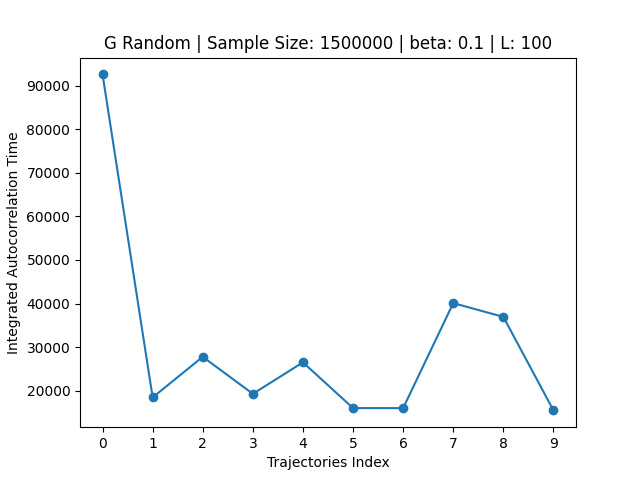 G Random | Sample Size: 1500000 | beta: 0.1 | L: 100
Integrated Autocorrelation Time
90000
80000
70000
60000
50000
40000
30000
20000
0 1 2 3 4 5 6 7 8 9
Trajectories Index